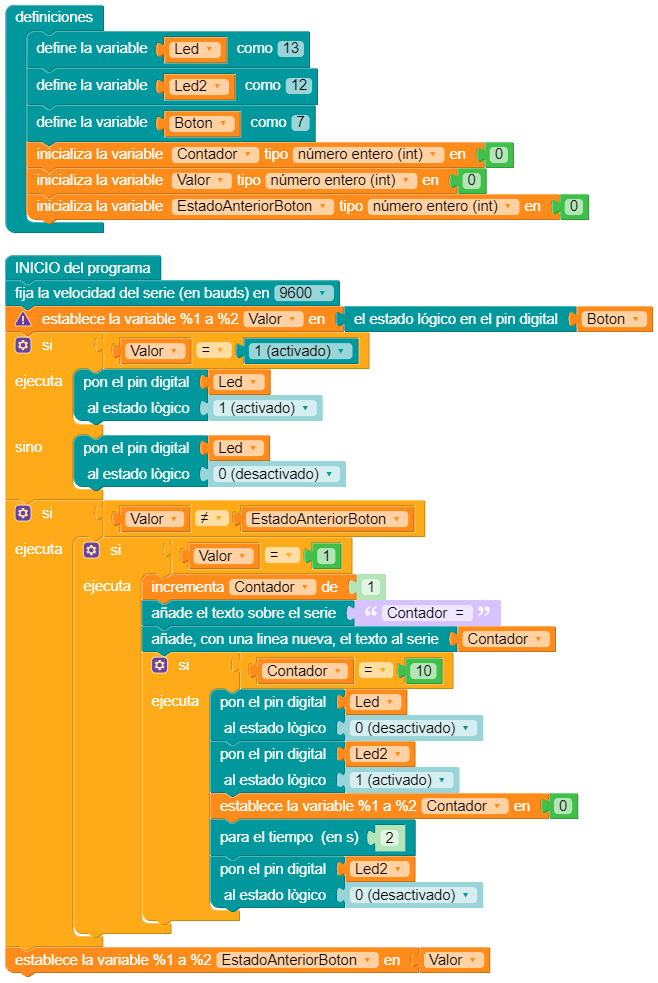 definiciones
define la variable Led como 13
define la variable Led2 como 12
define la variable Boton como 7
inicializa la variable Contador tipo número entero (int) en 0
inicializa la variable Valor tipo número entero (int) en 0
inicializa la variable EstadoAnteriorBoton tipo número entero (int) en 0
INICIO del programa
fija la velocidad del serie (en bauds) en 9600
establece la variable %1 a %2 Valor en el estado lógico en el pin digital Boton
si Valor = 1 (activado)
ejecuta pon el pin digital Led
al estado lògico 1 (activado)
sino pon el pin digital Led
al estado lògico 0 (desactivado)
si Valor ≠ EstadoAnteriorBoton
ejecuta si Valor = 1
ejecuta incrementa Contador de 1
añade el texto sobre el serie “ Contador = ”
añade, con una linea nueva, el texto al serie Contador
si Contador = 10
ejecuta pon el pin digital Led
al estado lògico 0 (desactivado)
pon el pin digital Led2
al estado lògico 1 (activado)
establece la variable %1 a %2 Contador en 0
para el tiempo (en s) 2
pon el pin digital Led2
al estado lògico 0 (desactivado)
establece la variable %1 a %2 EstadoAnteriorBoton en Valor